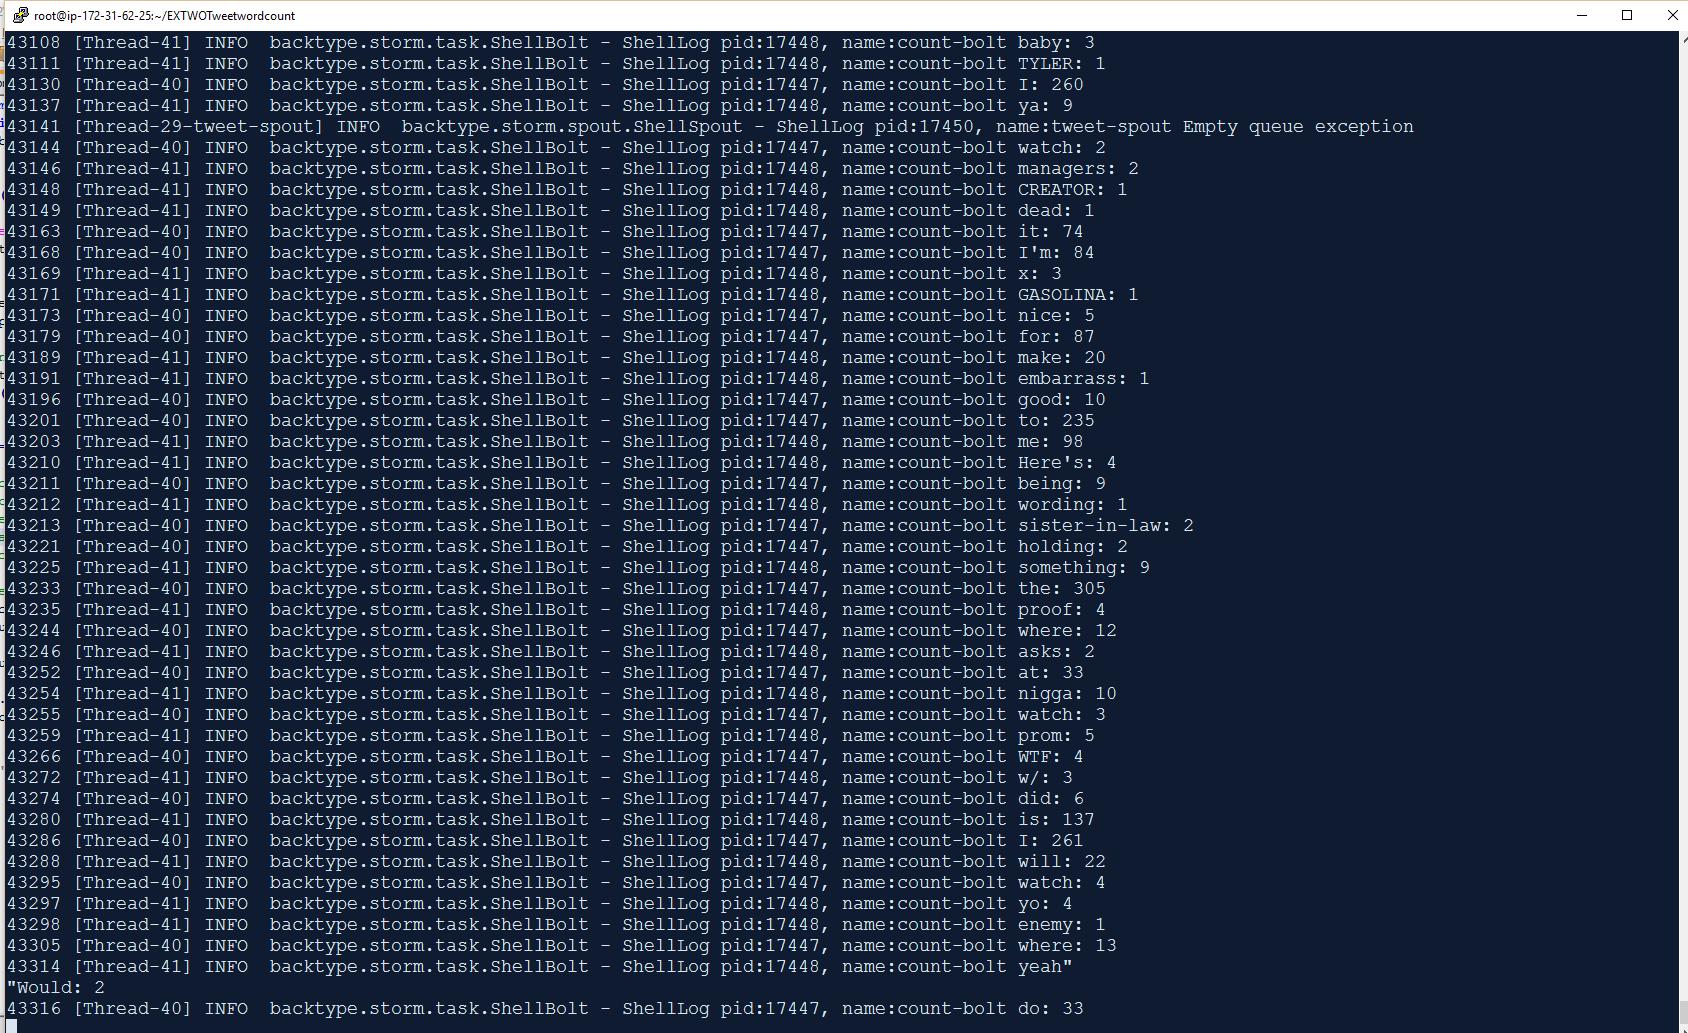 root@ip-172-31-62-25:~/EXTWOTweetwordcount
43108 [Thread-41] INFO  backtype.storm.task.ShellBolt - ShellLog pid:17448, name:count-bolt baby: 3
43111 [Thread-41] INFO  backtype.storm.task.ShellBolt - ShellLog pid:17448, name:count-bolt TYLER: 1
43130 [Thread-40] INFO  backtype.storm.task.ShellBolt - ShellLog pid:17447, name:count-bolt I: 260
43137 [Thread-41] INFO  backtype.storm.task.ShellBolt - ShellLog pid:17448, name:count-bolt ya: 9
43141 [Thread-29-tweet-spout] INFO  backtype.storm.spout.ShellSpout - ShellLog pid:17450, name:tweet-spout Empty queue exception
43144 [Thread-40] INFO  backtype.storm.task.ShellBolt - ShellLog pid:17447, name:count-bolt watch: 2
43146 [Thread-40] INFO  backtype.storm.task.ShellBolt - ShellLog pid:17447, name:count-bolt managers: 2
43148 [Thread-41] INFO  backtype.storm.task.ShellBolt - ShellLog pid:17448, name:count-bolt CREATOR: 1
43149 [Thread-41] INFO  backtype.storm.task.ShellBolt - ShellLog pid:17448, name:count-bolt dead: 1
43163 [Thread-40] INFO  backtype.storm.task.ShellBolt - ShellLog pid:17447, name:count-bolt it: 74
43168 [Thread-40] INFO  backtype.storm.task.ShellBolt - ShellLog pid:17447, name:count-bolt I'm: 84
43169 [Thread-41] INFO  backtype.storm.task.ShellBolt - ShellLog pid:17448, name:count-bolt x: 3
43171 [Thread-41] INFO  backtype.storm.task.ShellBolt - ShellLog pid:17448, name:count-bolt GASOLINA: 1
43173 [Thread-40] INFO  backtype.storm.task.ShellBolt - ShellLog pid:17447, name:count-bolt nice: 5
43179 [Thread-40] INFO  backtype.storm.task.ShellBolt - ShellLog pid:17447, name:count-bolt for: 87
43189 [Thread-41] INFO  backtype.storm.task.ShellBolt - ShellLog pid:17448, name:count-bolt make: 20
43191 [Thread-41] INFO  backtype.storm.task.ShellBolt - ShellLog pid:17448, name:count-bolt embarrass: 1
43196 [Thread-40] INFO  backtype.storm.task.ShellBolt - ShellLog pid:17447, name:count-bolt good: 10
43201 [Thread-40] INFO  backtype.storm.task.ShellBolt - ShellLog pid:17447, name:count-bolt to: 235
43203 [Thread-41] INFO  backtype.storm.task.ShellBolt - ShellLog pid:17448, name:count-bolt me: 98
43210 [Thread-41] INFO  backtype.storm.task.ShellBolt - ShellLog pid:17448, name:count-bolt Here's: 4
43211 [Thread-40] INFO  backtype.storm.task.ShellBolt - ShellLog pid:17447, name:count-bolt being: 9
43212 [Thread-41] INFO  backtype.storm.task.ShellBolt - ShellLog pid:17448, name:count-bolt wording: 1
43213 [Thread-40] INFO  backtype.storm.task.ShellBolt - ShellLog pid:17447, name:count-bolt sister-in-law: 2
43221 [Thread-40] INFO  backtype.storm.task.ShellBolt - ShellLog pid:17447, name:count-bolt holding: 2
43225 [Thread-41] INFO  backtype.storm.task.ShellBolt - ShellLog pid:17448, name:count-bolt something: 9
43233 [Thread-40] INFO  backtype.storm.task.ShellBolt - ShellLog pid:17447, name:count-bolt the: 305
43235 [Thread-41] INFO  backtype.storm.task.ShellBolt - ShellLog pid:17448, name:count-bolt proof: 4
43244 [Thread-40] INFO  backtype.storm.task.ShellBolt - ShellLog pid:17447, name:count-bolt where: 12
43246 [Thread-41] INFO  backtype.storm.task.ShellBolt - ShellLog pid:17448, name:count-bolt asks: 2
43252 [Thread-40] INFO  backtype.storm.task.ShellBolt - ShellLog pid:17447, name:count-bolt at: 33
43254 [Thread-41] INFO  backtype.storm.task.ShellBolt - ShellLog pid:17448, name:count-bolt nigga: 10
43255 [Thread-40] INFO  backtype.storm.task.ShellBolt - ShellLog pid:17447, name:count-bolt watch: 3
43259 [Thread-41] INFO  backtype.storm.task.ShellBolt - ShellLog pid:17448, name:count-bolt prom: 5
43266 [Thread-40] INFO  backtype.storm.task.ShellBolt - ShellLog pid:17447, name:count-bolt WTF: 4
43272 [Thread-41] INFO  backtype.storm.task.ShellBolt - ShellLog pid:17448, name:count-bolt w/: 3
43274 [Thread-40] INFO  backtype.storm.task.ShellBolt - ShellLog pid:17447, name:count-bolt did: 6
43280 [Thread-41] INFO  backtype.storm.task.ShellBolt - ShellLog pid:17448, name:count-bolt is: 137
43286 [Thread-40] INFO  backtype.storm.task.ShellBolt - ShellLog pid:17447, name:count-bolt I: 261
43288 [Thread-41] INFO  backtype.storm.task.ShellBolt - ShellLog pid:17448, name:count-bolt will: 22
43295 [Thread-40] INFO  backtype.storm.task.ShellBolt - ShellLog pid:17447, name:count-bolt watch: 4
43297 [Thread-41] INFO  backtype.storm.task.ShellBolt - ShellLog pid:17448, name:count-bolt yo: 4
43298 [Thread-41] INFO  backtype.storm.task.ShellBolt - ShellLog pid:17448, name:count-bolt enemy: 1
43305 [Thread-40] INFO  backtype.storm.task.ShellBolt - ShellLog pid:17447, name:count-bolt where: 13
43314 [Thread-41] INFO  backtype.storm.task.ShellBolt - ShellLog pid:17448, name:count-bolt yeah"
"Would: 2
43316 [Thread-40] INFO  backtype.storm.task.ShellBolt - ShellLog pid:17447, name:count-bolt do: 33